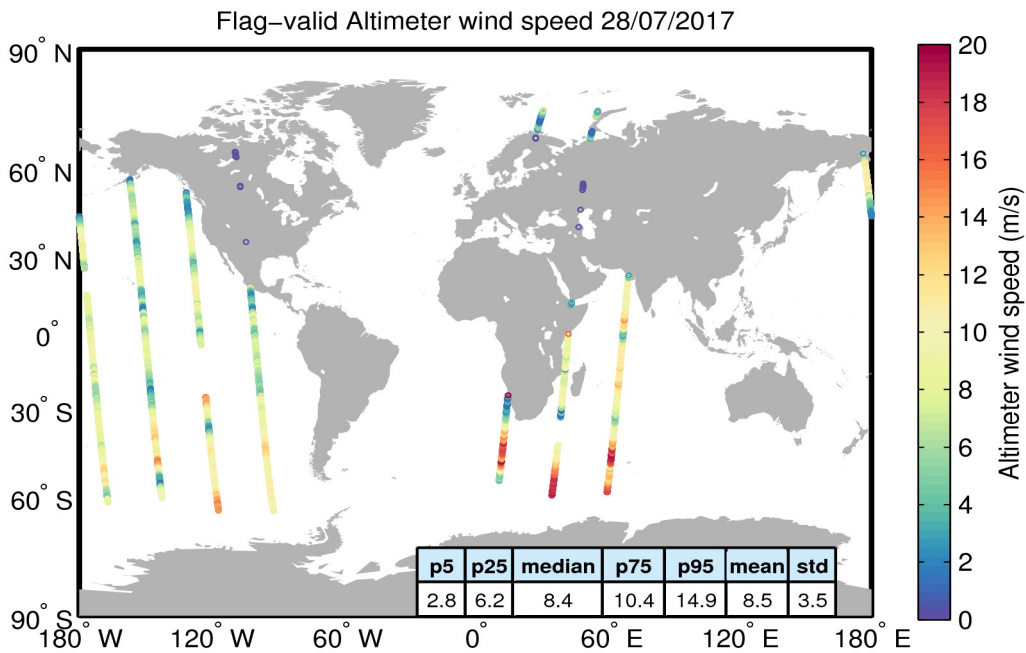 Flag−valid Altimeter wind speed 28/07/2017
90° N
60° N
30° N
0°
30° S
60° S
90° S
180° W
120° W
60° W
0°
60° E
120° E
180° E
p5 p25 median p75 p95 mean std
2.8 6.2 8.4 10.4 14.9 8.5 3.5
20
18
16
14
12
10
8
6
4
2
0
Altimeter wind speed (m/s)